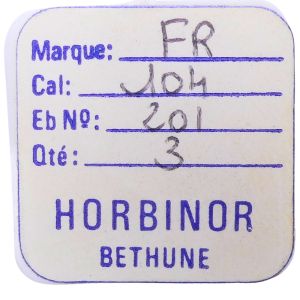 Marque: FR
Cal: 104
Eb Nº: 201
Qté: 3
HORBINOR
BETHUNE